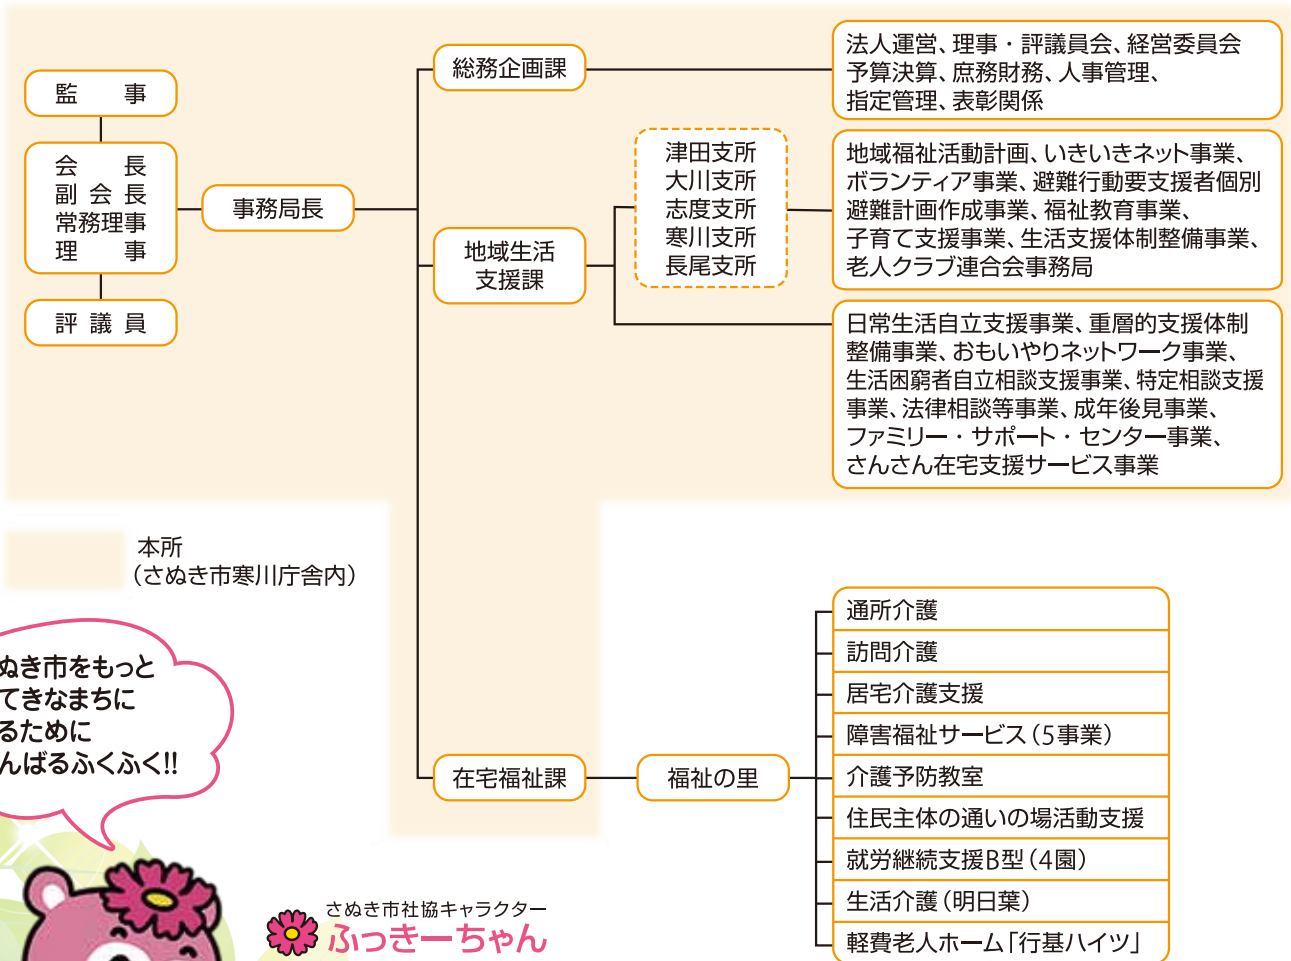 監　事
会　長
副会長
常務理事
理　事
評議員
事務局長
総務企画課
法人運営、理事・評議員会、経営委員会
予算決算、庶務財務、人事管理、
指定管理、表彰関係
地域生活
支援課
津田支所
大川支所
志度支所
寒川支所
長尾支所
地域福祉活動計画、いきいきネット事業、
ボランティア事業、避難行動要支援者個別
避難計画作成事業、福祉教育事業、
子育て支援事業、生活支援体制整備事業、
老人クラブ連合会事務局
日常生活自立支援事業、重層的支援体制
整備事業、おもいやりネットワーク事業、
生活困窮者自立相談支援事業、特定相談支援
事業、法律相談等事業、成年後見事業、
ファミリー・サポート・センター事業、
さんさん在宅支援サービス事業
本所
（さぬき市寒川庁舎内）
在宅福祉課
福祉の里
通所介護
訪問介護
居宅介護支援
障害福祉サービス（5事業）
介護予防教室
住民主体の通いの場活動支援
就労継続支援B型（4園）
生活介護（明日葉）
軽費老人ホーム「行基ハイツ」
ぬき市をもっと
てきなまちに
るために
んばるふくふく!!
さぬき市社協キャラクター
ふっきーちゃん